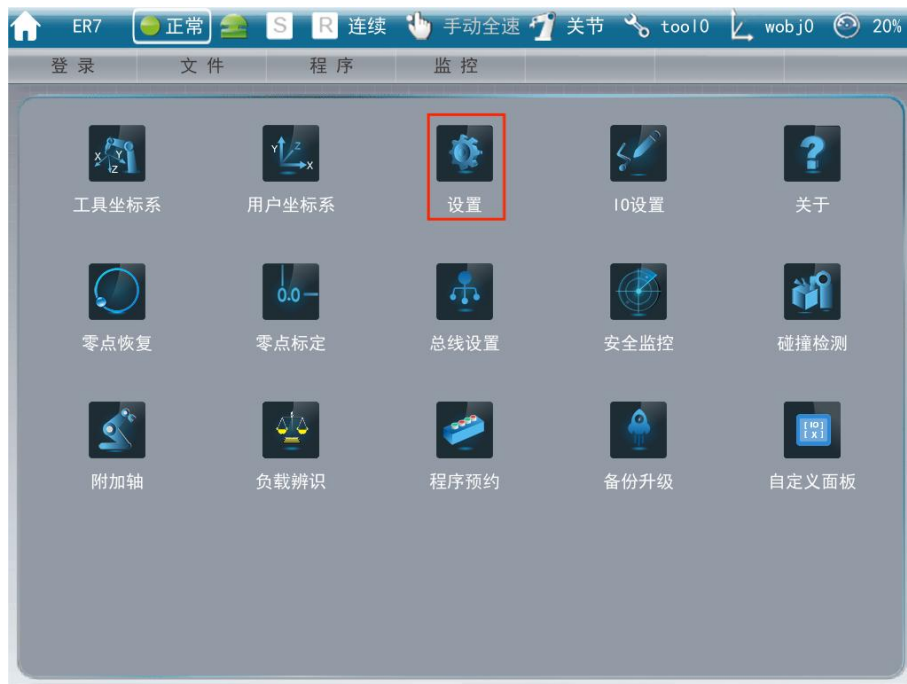 ER7 正常 S R 连续 手动全速 关节 tool0 wobj0 20%
登录 文件 程序 监控
X Y Z Y Z X ?
工具坐标系 用户坐标系 设置 IO设置 关于
0.0
零点恢复 零点标定 总线设置 安全监控 碰撞检测
[IO]
[X]
附加轴 负载辨识 程序预约 备份升级 自定义面板